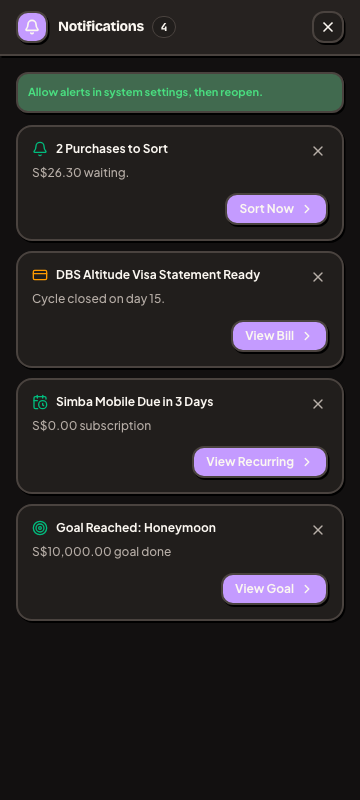 Notifications 4
Allow alerts in system settings, then reopen.
2 Purchases to Sort
S$26.30 waiting.
Sort Now
DBS Altitude Visa Statement Ready
Cycle closed on day 15.
View Bill
Simba Mobile Due in 3 Days
S$0.00 subscription
View Recurring
Goal Reached: Honeymoon
S$10,000.00 goal done
View Goal